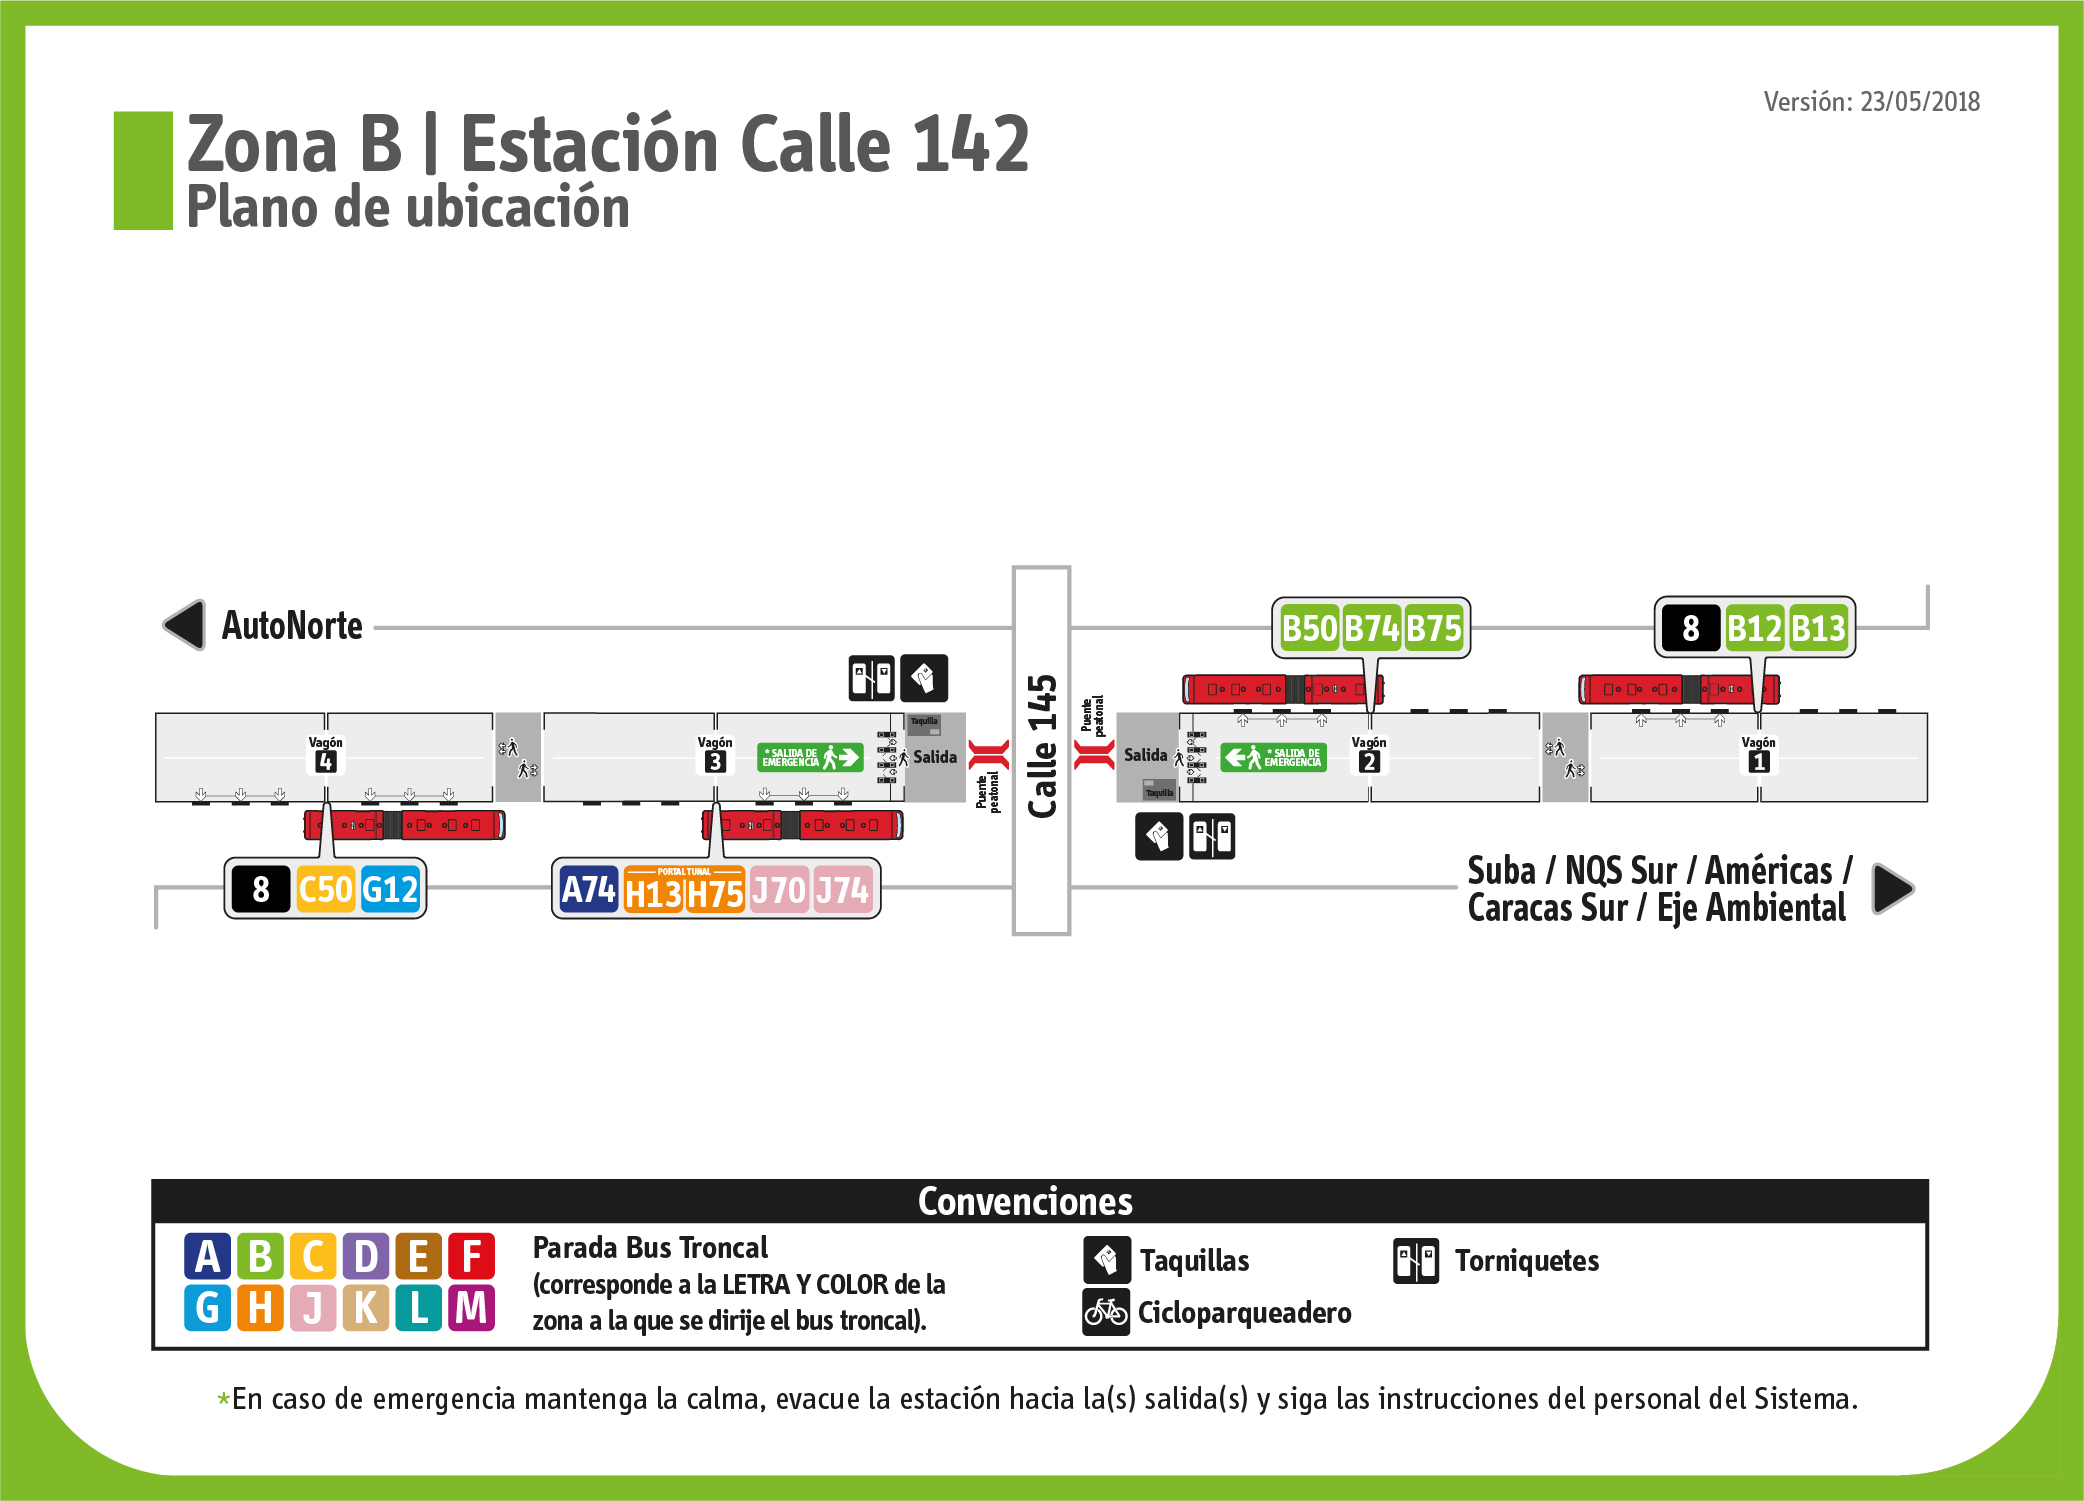 Versión: 23/05/2018
Zona B | Estación Calle 142
Plano de ubicación
AutoNorte
B50 B74 B75
8 B12 B13
Calle 145
Puente
peatonal
Puente
peatonal
Vagón
4
Vagón
3
* SALIDA DE
EMERGENCIA
Taquilla
Salida
Salida
Taquilla
* SALIDA DE
EMERGENCIA
Vagón
2
Vagón
1
8 C50 G12
PORTAL TUNAL
A74 H13|H75 J70 J74
Suba / NQS Sur / Américas /
Caracas Sur / Eje Ambiental
Convenciones
A B C D E F
G H J K L M
Parada Bus Troncal
(corresponde a la LETRA Y COLOR de la
zona a la que se dirije el bus troncal).
Taquillas
Torniquetes
Cicloparqueadero
*En caso de emergencia mantenga la calma, evacue la estación hacia la(s) salida(s) y siga las instrucciones del personal del Sistema.